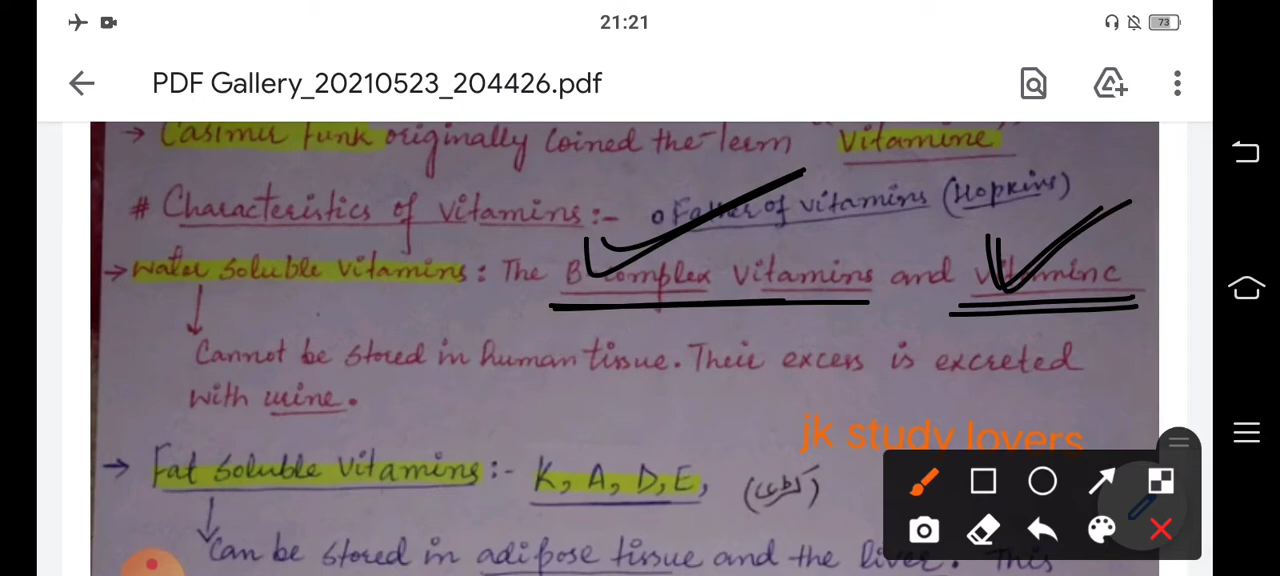 21:21
73
PDF Gallery_20210523_204426.pdf
→ Casimir funk originally coined the term "Vitamine"
# Characteristics of vitamins :- o Father of vitamins (Hopkins)
→ Water Soluble Vitamins : The B complex Vitamins and Vitamin C
Cannot be stored in human tissue. Their excess is excreted
with urine.
jk study lovers
→ Fat Soluble Vitamins :- K, A, D, E,
Can be stored in adipose tissue and the liver. This